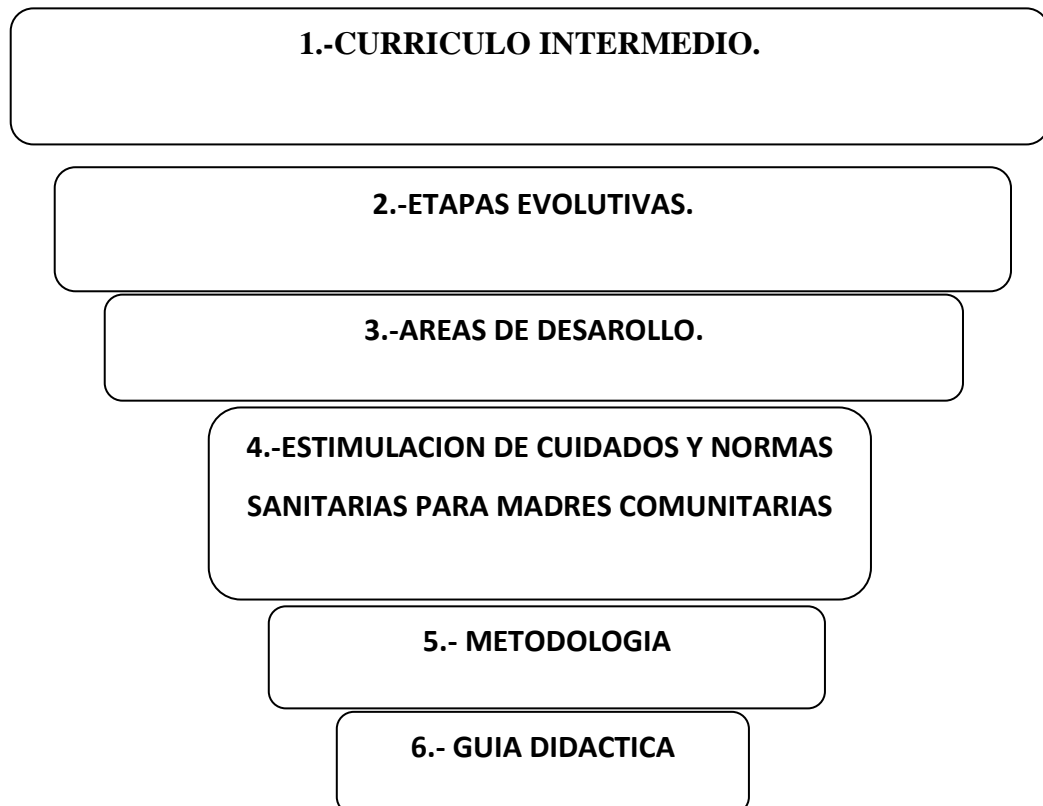 1.-CURRICULO INTERMEDIO.
2.-ETAPAS EVOLUTIVAS.
3.-AREAS DE DESAROLLO.
4.-ESTIMULACION DE CUIDADOS Y NORMAS
SANITARIAS PARA MADRES COMUNITARIAS
5.- METODOLOGIA
6.- GUIA DIDACTICA